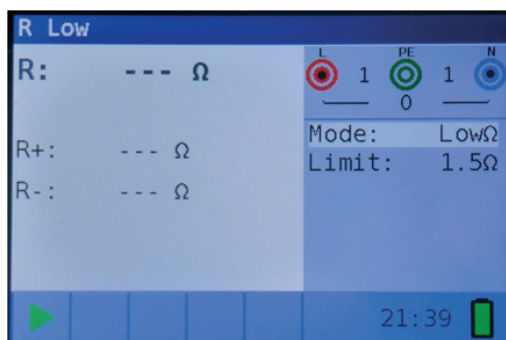 R Low
R: --- Ω
R+: --- Ω
R-: --- Ω
L PE N
1 1
0
Mode: LowΩ
Limit: 1.5Ω
21:39